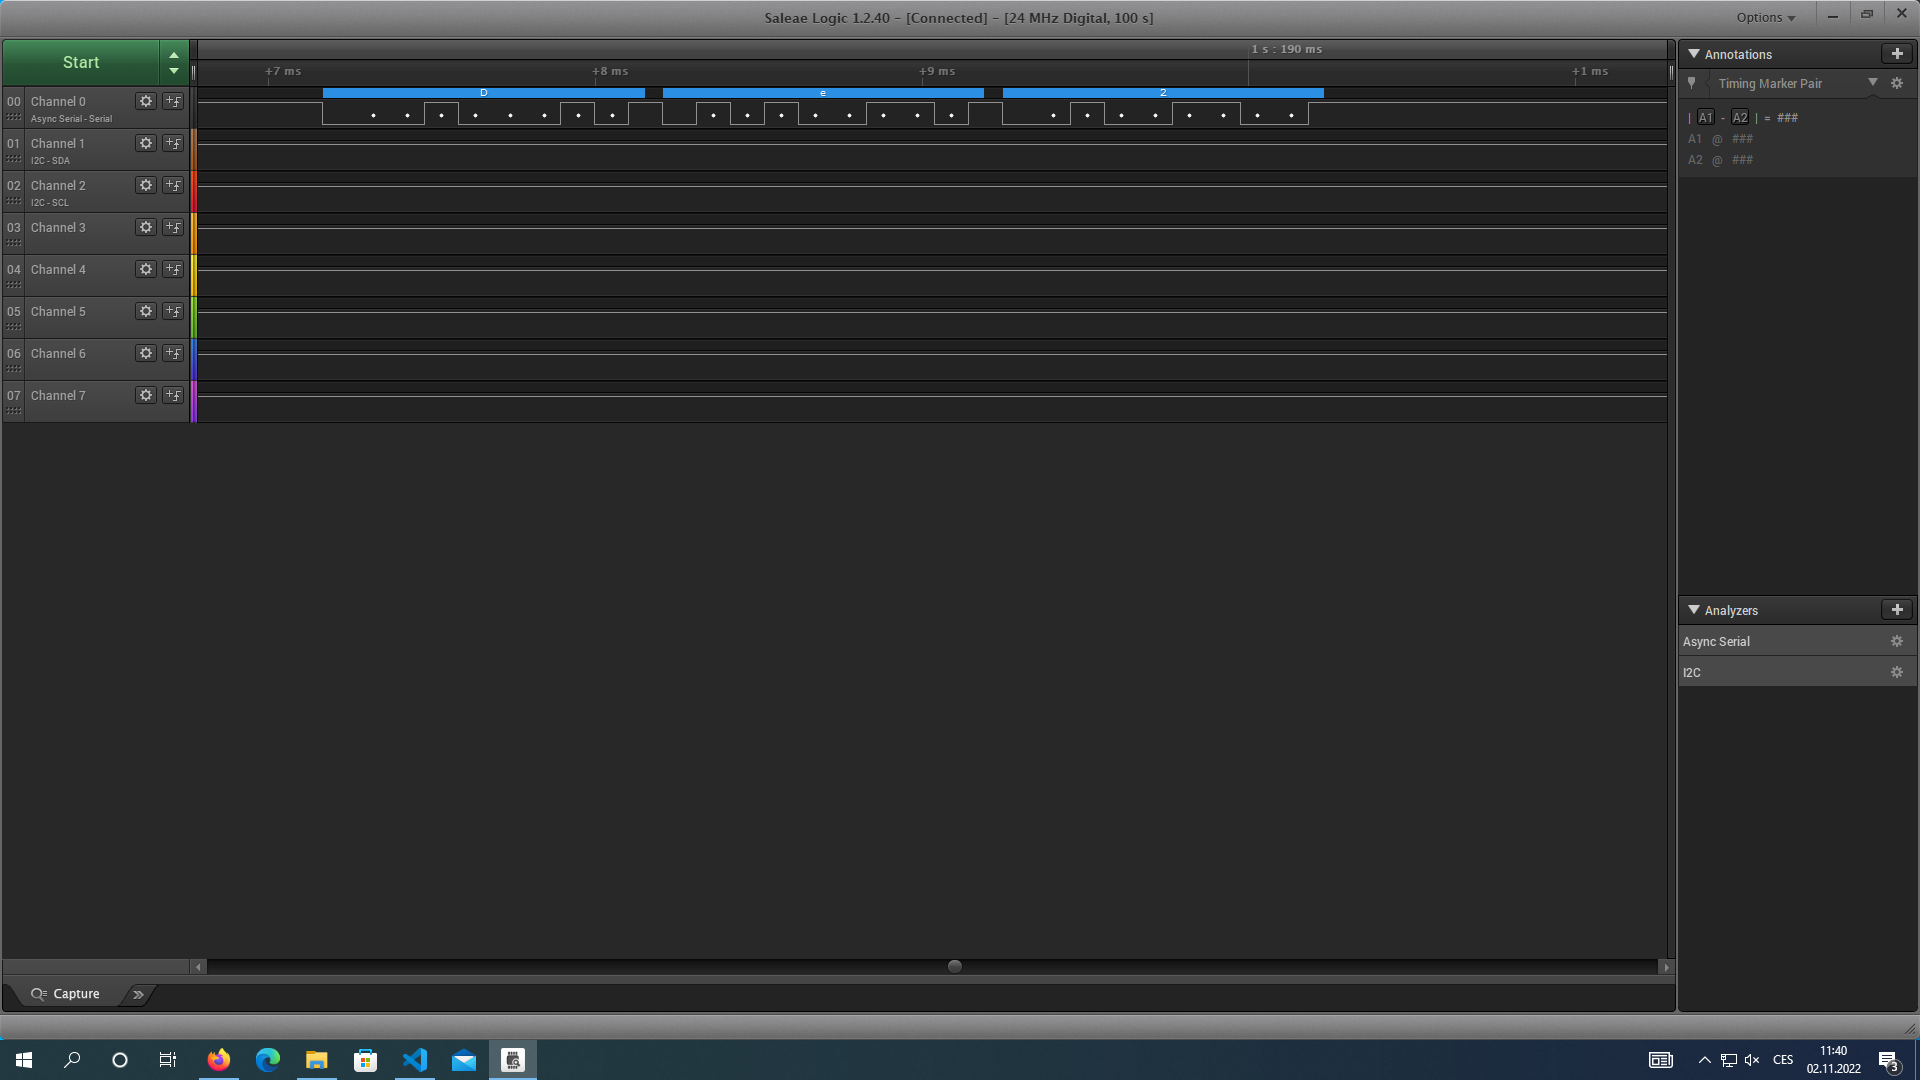 Saleae Logic 1.2.40 - [Connected] - [24 MHz Digital, 100 s]
Options
Start
1 s : 190 ms
+7 ms
+8 ms
+9 ms
+1 ms
Annotations
Timing Marker Pair
| A1 - A2 | = ###
A1 @ ###
A2 @ ###
D
e
2
00 Channel 0
Async Serial - Serial
01 Channel 1
I2C - SDA
02 Channel 2
I2C - SCL
03 Channel 3
04 Channel 4
05 Channel 5
06 Channel 6
07 Channel 7
Analyzers
Async Serial
I2C
Capture
CES
11:40
02.11.2022
3